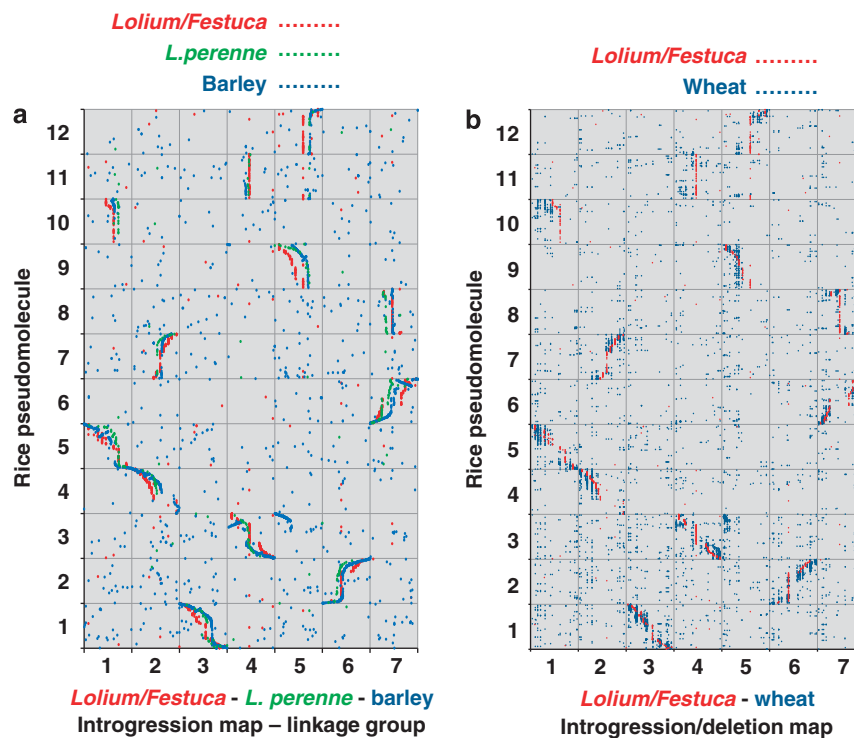 Lolium/Festuca ..........
L.perenne ..........
Barley ..........
a
12
11
10
9
8
7
6
5
4
3
2
1
Rice pseudomolecule
1 2 3 4 5 6 7
Lolium/Festuca - L. perenne - barley
Introgression map – linkage group
Lolium/Festuca ..........
Wheat ..........
b
12
11
10
9
8
7
6
5
4
3
2
1
Rice pseudomolecule
1 2 3 4 5 6 7
Lolium/Festuca - wheat
Introgression/deletion map